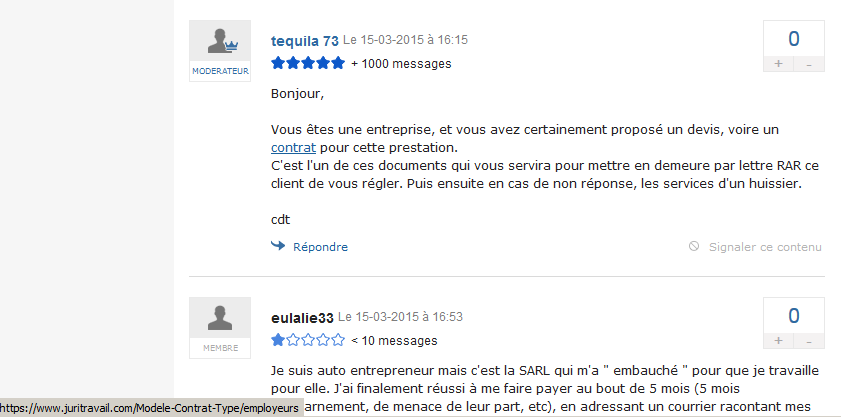 tequila 73 Le 15-03-2015 à 16:15
0
MODERATEUR
+ 1000 messages
+ -
Bonjour,
Vous êtes une entreprise, et vous avez certainement proposé un devis, voire un
contrat pour cette prestation.
C'est l'un de ces documents qui vous servira pour mettre en demeure par lettre RAR ce
client de vous régler. Puis ensuite en cas de non réponse, les services d'un huissier.
cdt
Répondre
Signaler ce contenu
eulalie33 Le 15-03-2015 à 16:53
0
MEMBRE
< 10 messages
+ -
Je suis auto entrepreneur mais c'est la SARL qui m'a " embauché " pour que je travaille
pour elle. J'ai finalement réussi à me faire payer au bout de 5 mois (5 mois
arnement, de menace de leur part, etc), en adressant un courrier racontant mes
https://www.juritravail.com/Modele-Contrat-Type/employeurs